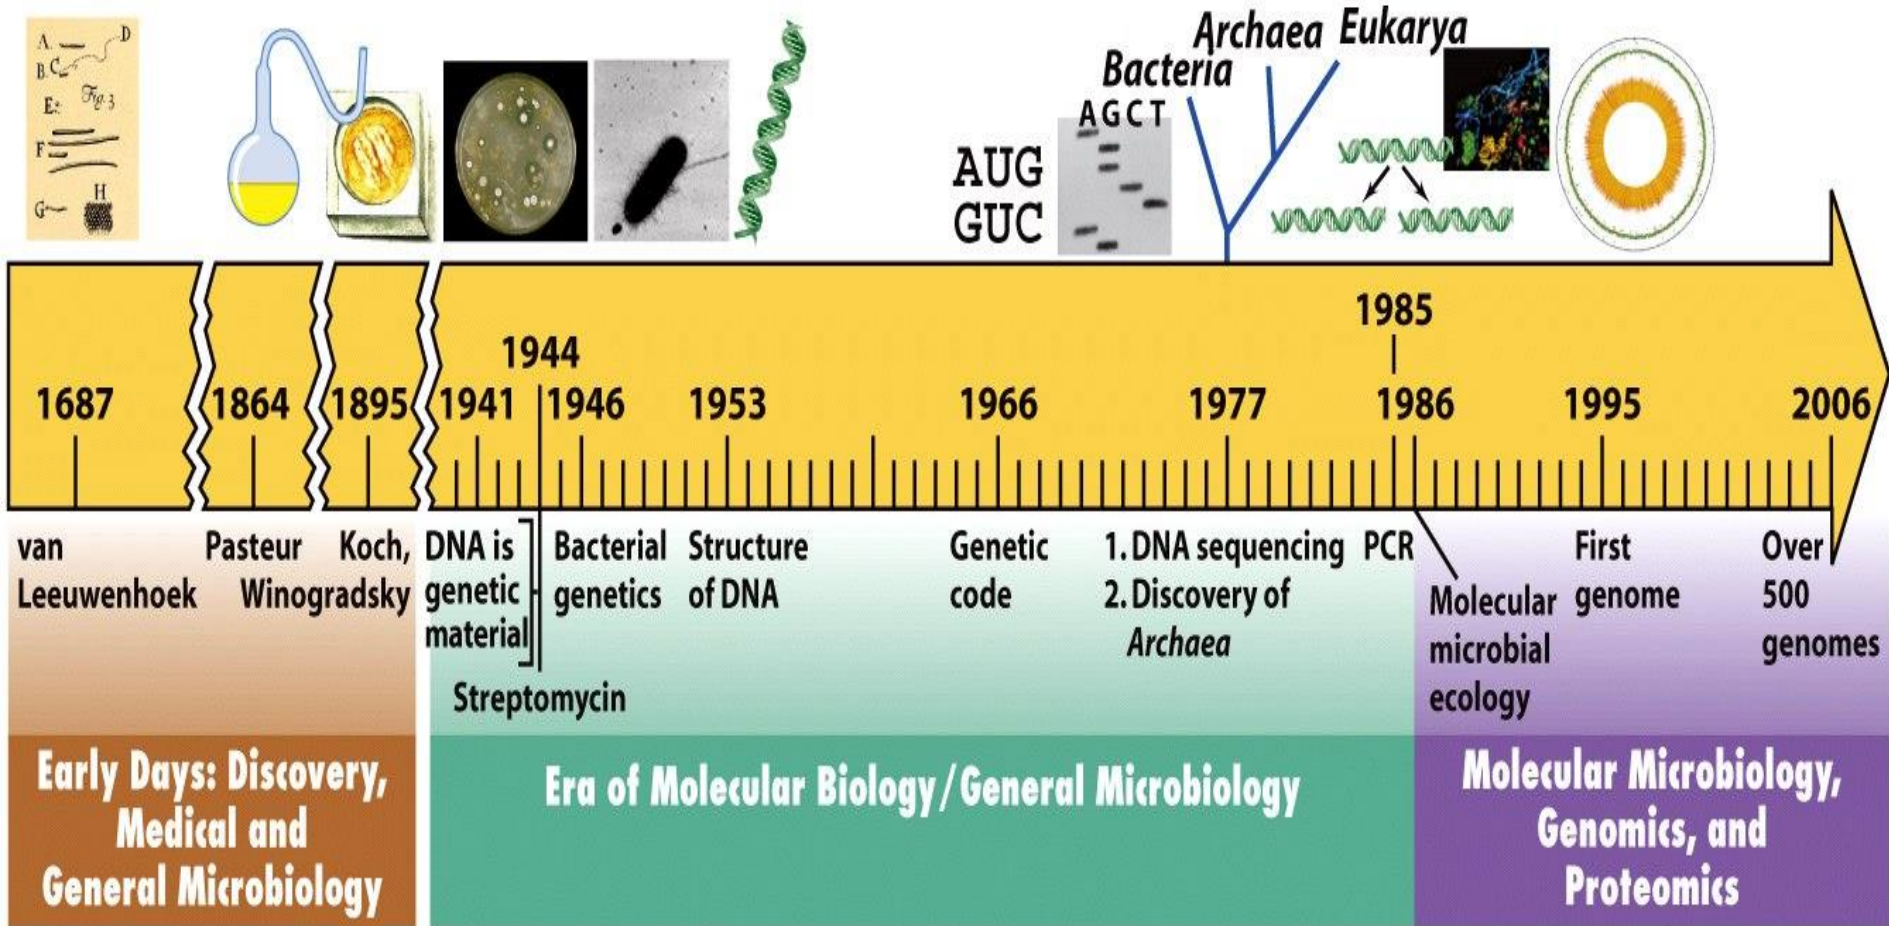 A.
D
B.
C
E:
Fig. 3
F
H
G
Archaea Eukarya
Bacteria
A G C T
AUG
GUC
1985
1944
1687
1864
1895
1941
1946
1953
1966
1977
1986
1995
2006
van
Leeuwenhoek
Pasteur
Koch,
Winogradsky
DNA is
genetic
material
Streptomycin
Bacterial
genetics
Structure
of DNA
Genetic
code
1. DNA sequencing
2. Discovery of
Archaea
PCR
Molecular
microbial
ecology
First
genome
Over
500
genomes
Early Days: Discovery,
Medical and
General Microbiology
Era of Molecular Biology/General Microbiology
Molecular Microbiology,
Genomics, and
Proteomics